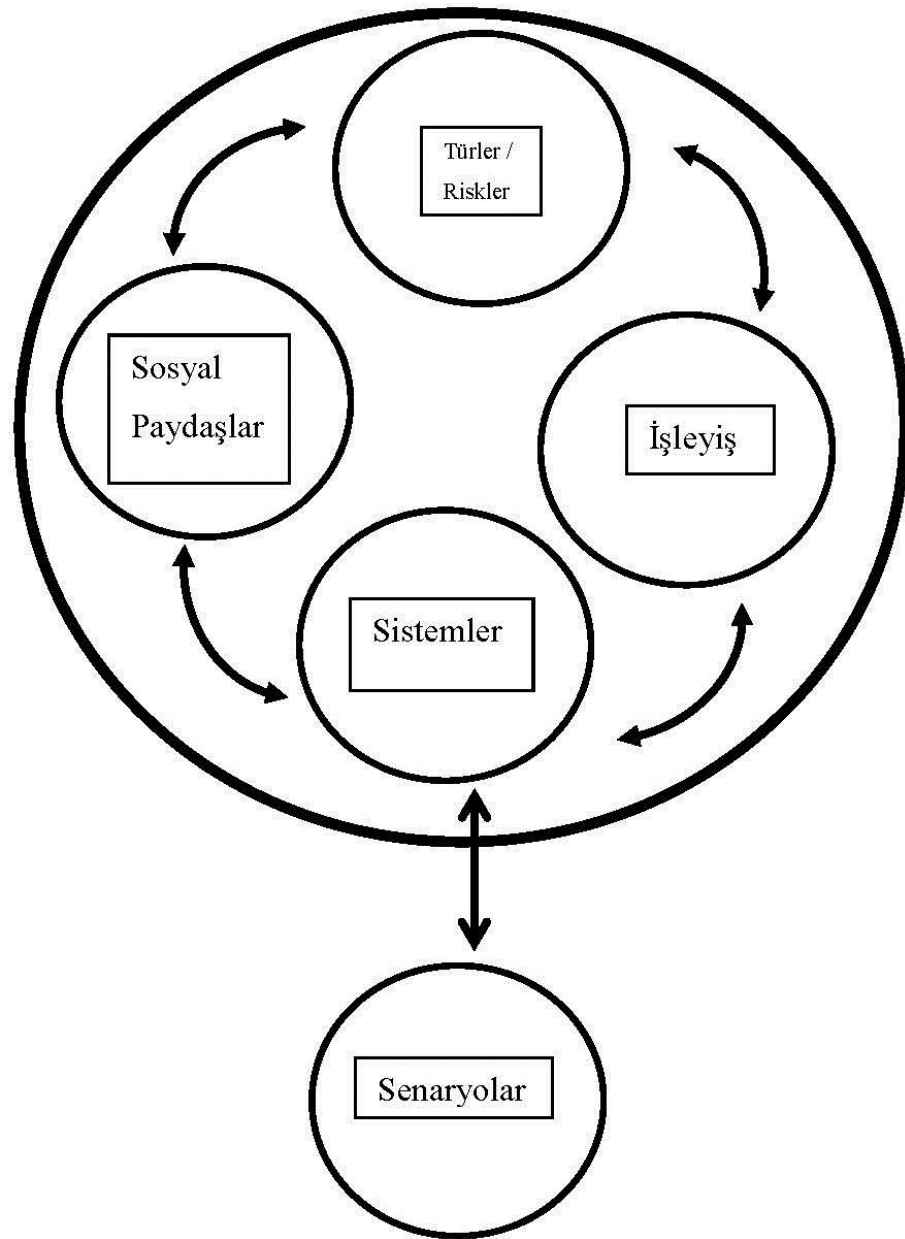 Türler /
Riskler
Sosyal
Paydaşlar
İşleyiş
Sistemler
Senaryolar